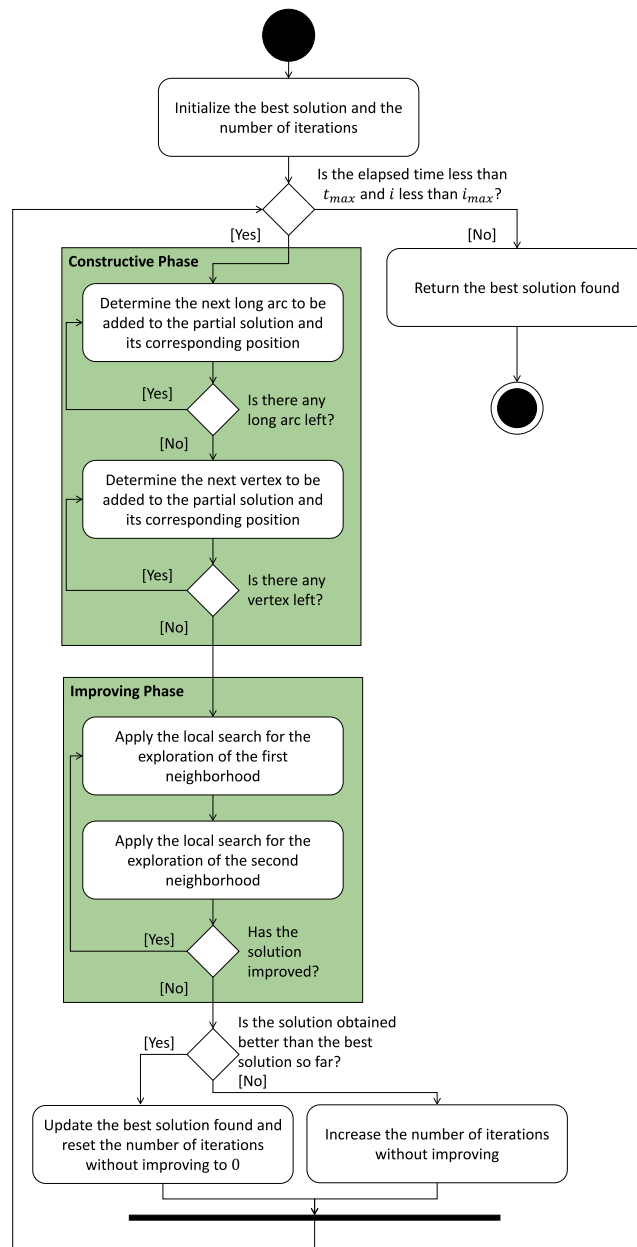 Initialize the best solution and the
number of iterations
Is the elapsed time less than
t_max and i less than i_max?
[Yes]
[No]
Constructive Phase
Return the best solution found
Determine the next long arc to be
added to the partial solution and
its corresponding position
[Yes]
Is there any
long arc left?
[No]
Determine the next vertex to be
added to the partial solution and
its corresponding position
[Yes]
Is there any
vertex left?
[No]
Improving Phase
Apply the local search for the
exploration of the first
neighborhood
Apply the local search for the
exploration of the second
neighborhood
[Yes]
Has the
solution
improved?
[No]
Is the solution obtained
better than the best
solution so far?
[Yes]
[No]
Update the best solution found and
reset the number of iterations
without improving to 0
Increase the number of iterations
without improving